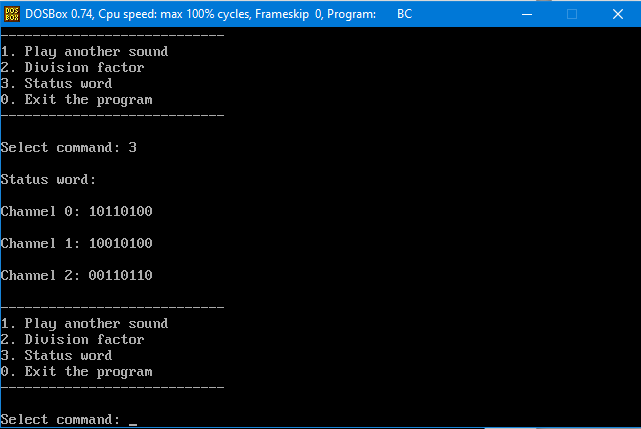 DOSBox 0.74, Cpu speed: max 100% cycles, Frameskip 0, Program: BC
----------------------------
1. Play another sound
2. Division factor
3. Status word
0. Exit the program
----------------------------
Select command: 3
Status word:
Channel 0: 10110100
Channel 1: 10010100
Channel 2: 00110110
----------------------------
1. Play another sound
2. Division factor
3. Status word
0. Exit the program
----------------------------
Select command: _